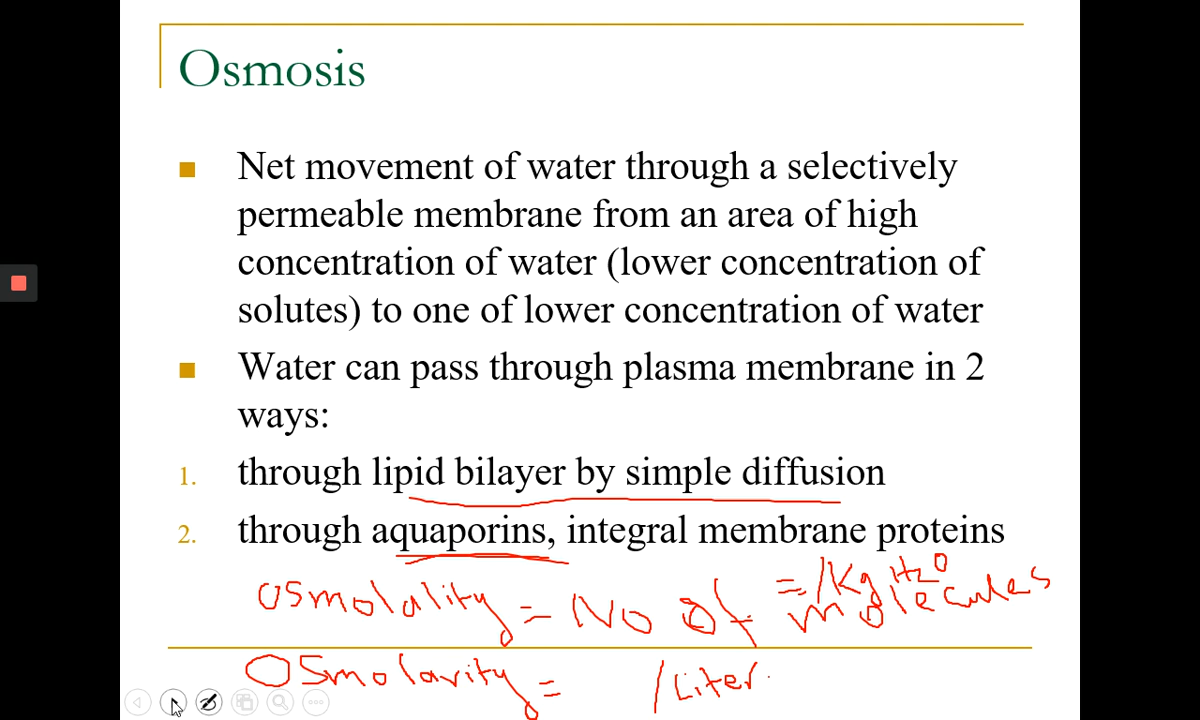 Osmosis
Net movement of water through a selectively
permeable membrane from an area of high
concentration of water (lower concentration of
solutes) to one of lower concentration of water
Water can pass through plasma membrane in 2
ways:
1. through lipid bilayer by simple diffusion
2. through aquaporins, integral membrane proteins
= /Kg H2O
osmolality = No of molecules
Osmolarity = /Liter